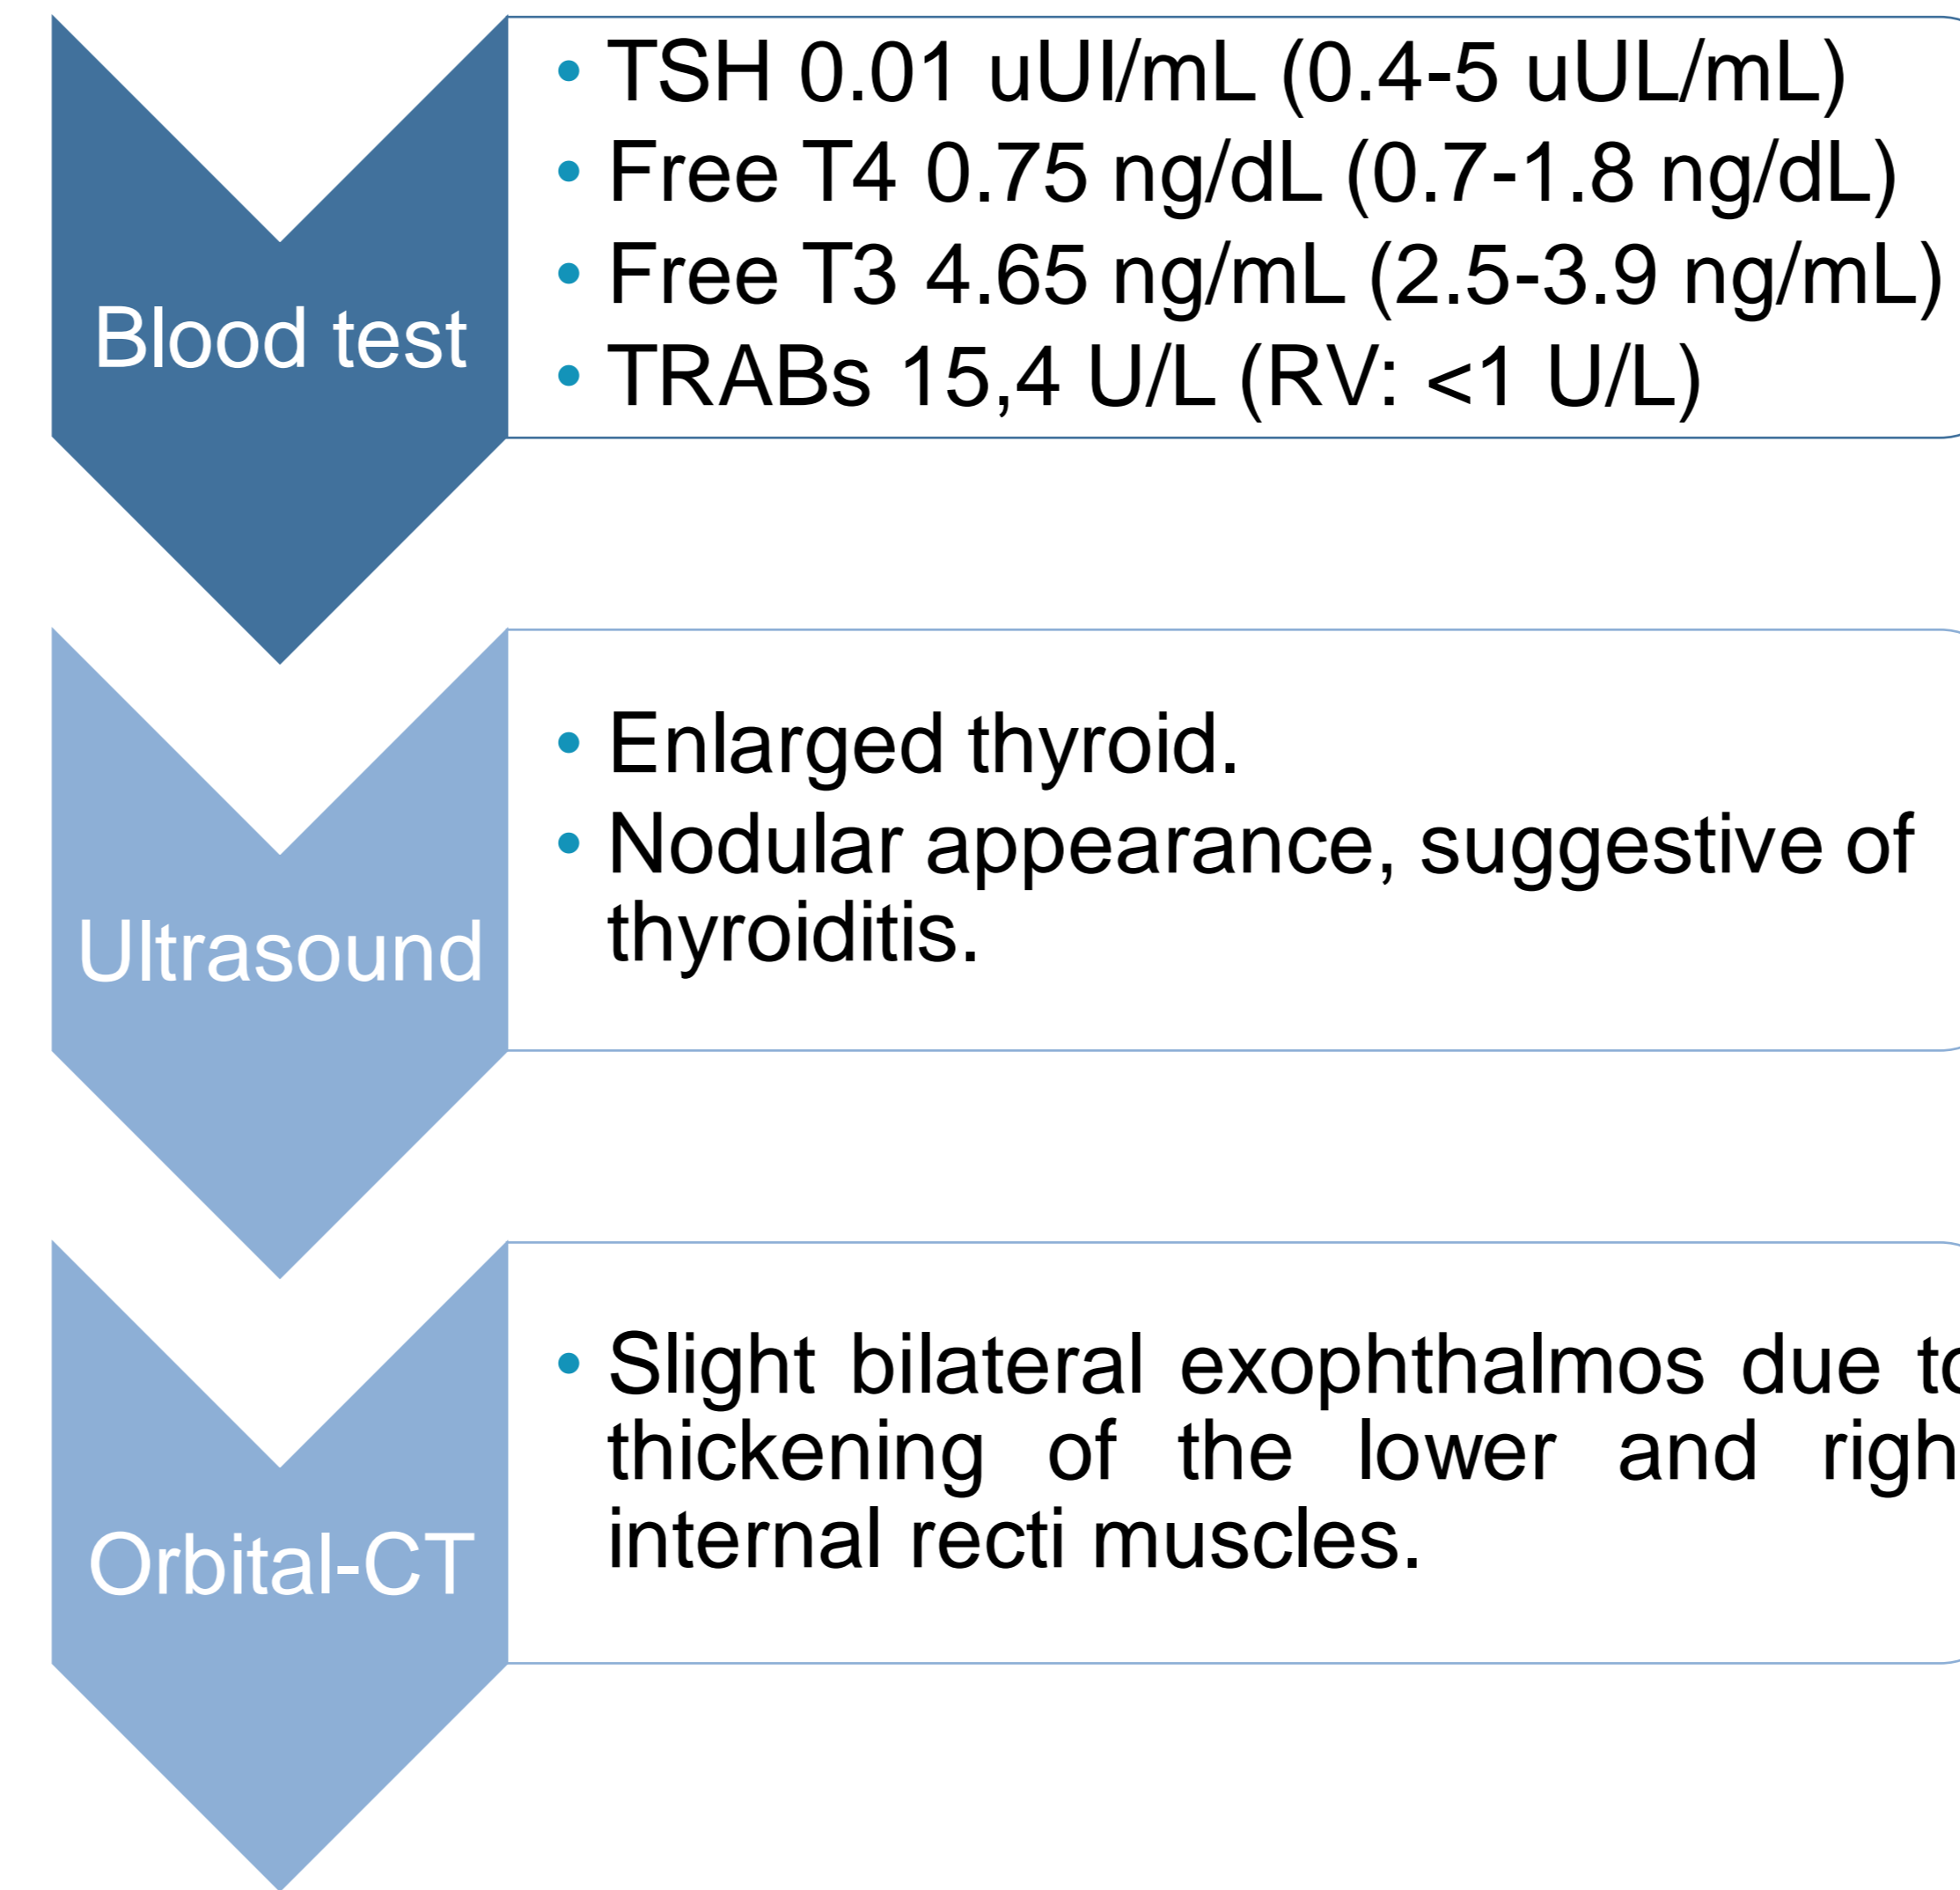 Blood test
• TSH 0.01 uUI/mL (0.4-5 uUL/mL)
• Free T4 0.75 ng/dL (0.7-1.8 ng/dL)
• Free T3 4.65 ng/mL (2.5-3.9 ng/mL)
• TRABs 15,4 U/L (RV: <1 U/L)
Ultrasound
• Enlarged thyroid.
• Nodular appearance, suggestive of
thyroiditis.
Orbital-CT
• Slight bilateral exophthalmos due to
thickening of the lower and righ
internal recti muscles.